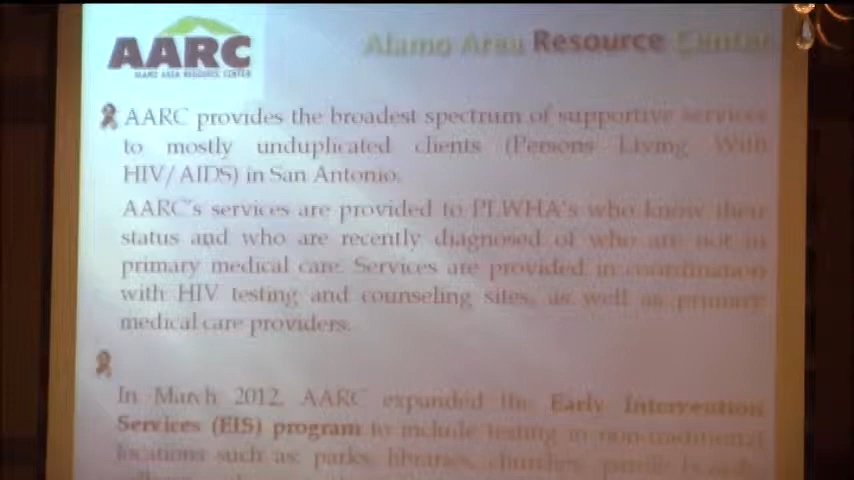 AARC
ALAMO AREA RESOURCE CENTER
Alamo Area Resource Center
AARC provides the broadest spectrum of supportive services
to mostly unduplicated clients (Persons Living With
HIV/AIDS) in San Antonio.
AARC's services are provided to PLWHA's who know their
status and who are recently diagnosed of who are not in
primary medical care. Services are provided in coordination
with HIV testing and counseling sites, as well as primary
medical care providers.
In March 2012, AARC expanded the Early Intervention
Services (EIS) program to include testing in non-traditional
locations such as: parks, libraries, churches,